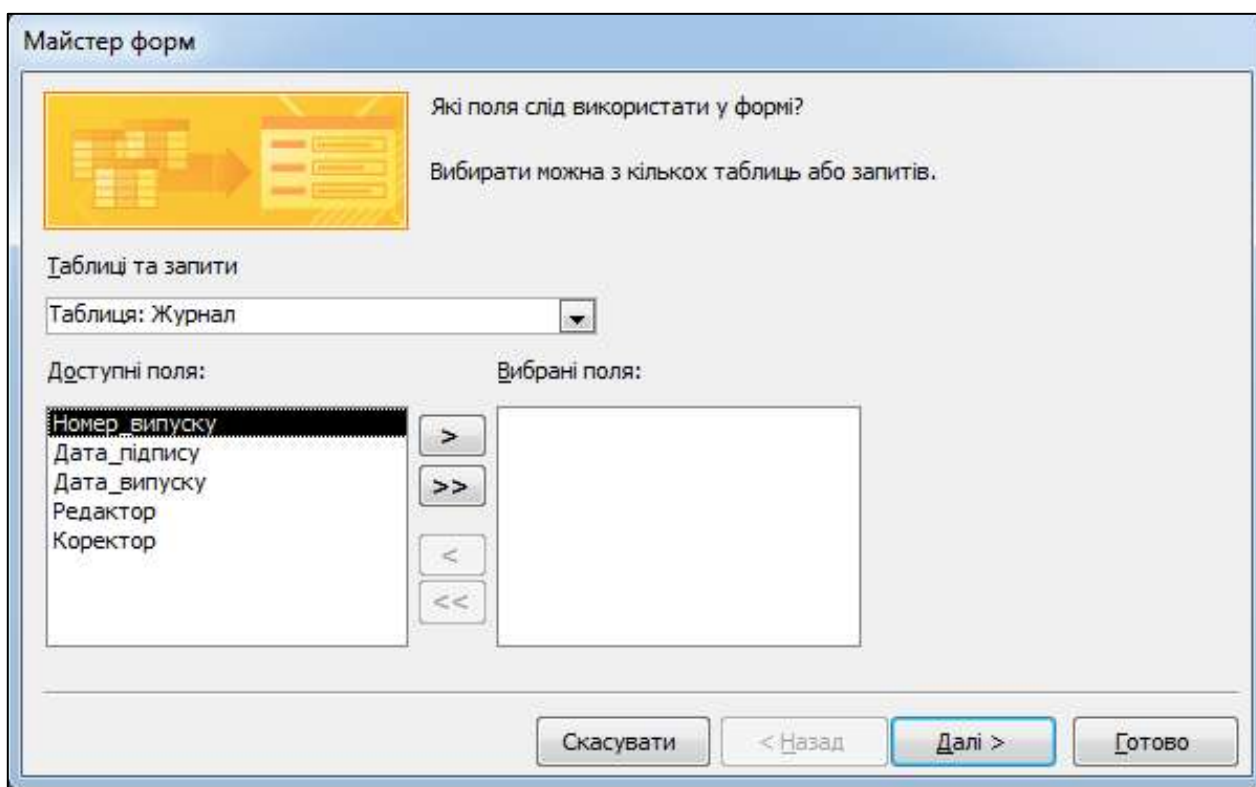 Майстер форм
Які поля слід використати у формі?
Вибирати можна з кількох таблиць або запитів.
Таблиці та запити
Таблиця: Журнал
Доступні поля:
Вибрані поля:
Номер_випуску
Дата_підпису
Дата_випуску
Редактор
Коректор
>
>>
<
<<
Скасувати
< Назад
Далі >
Готово